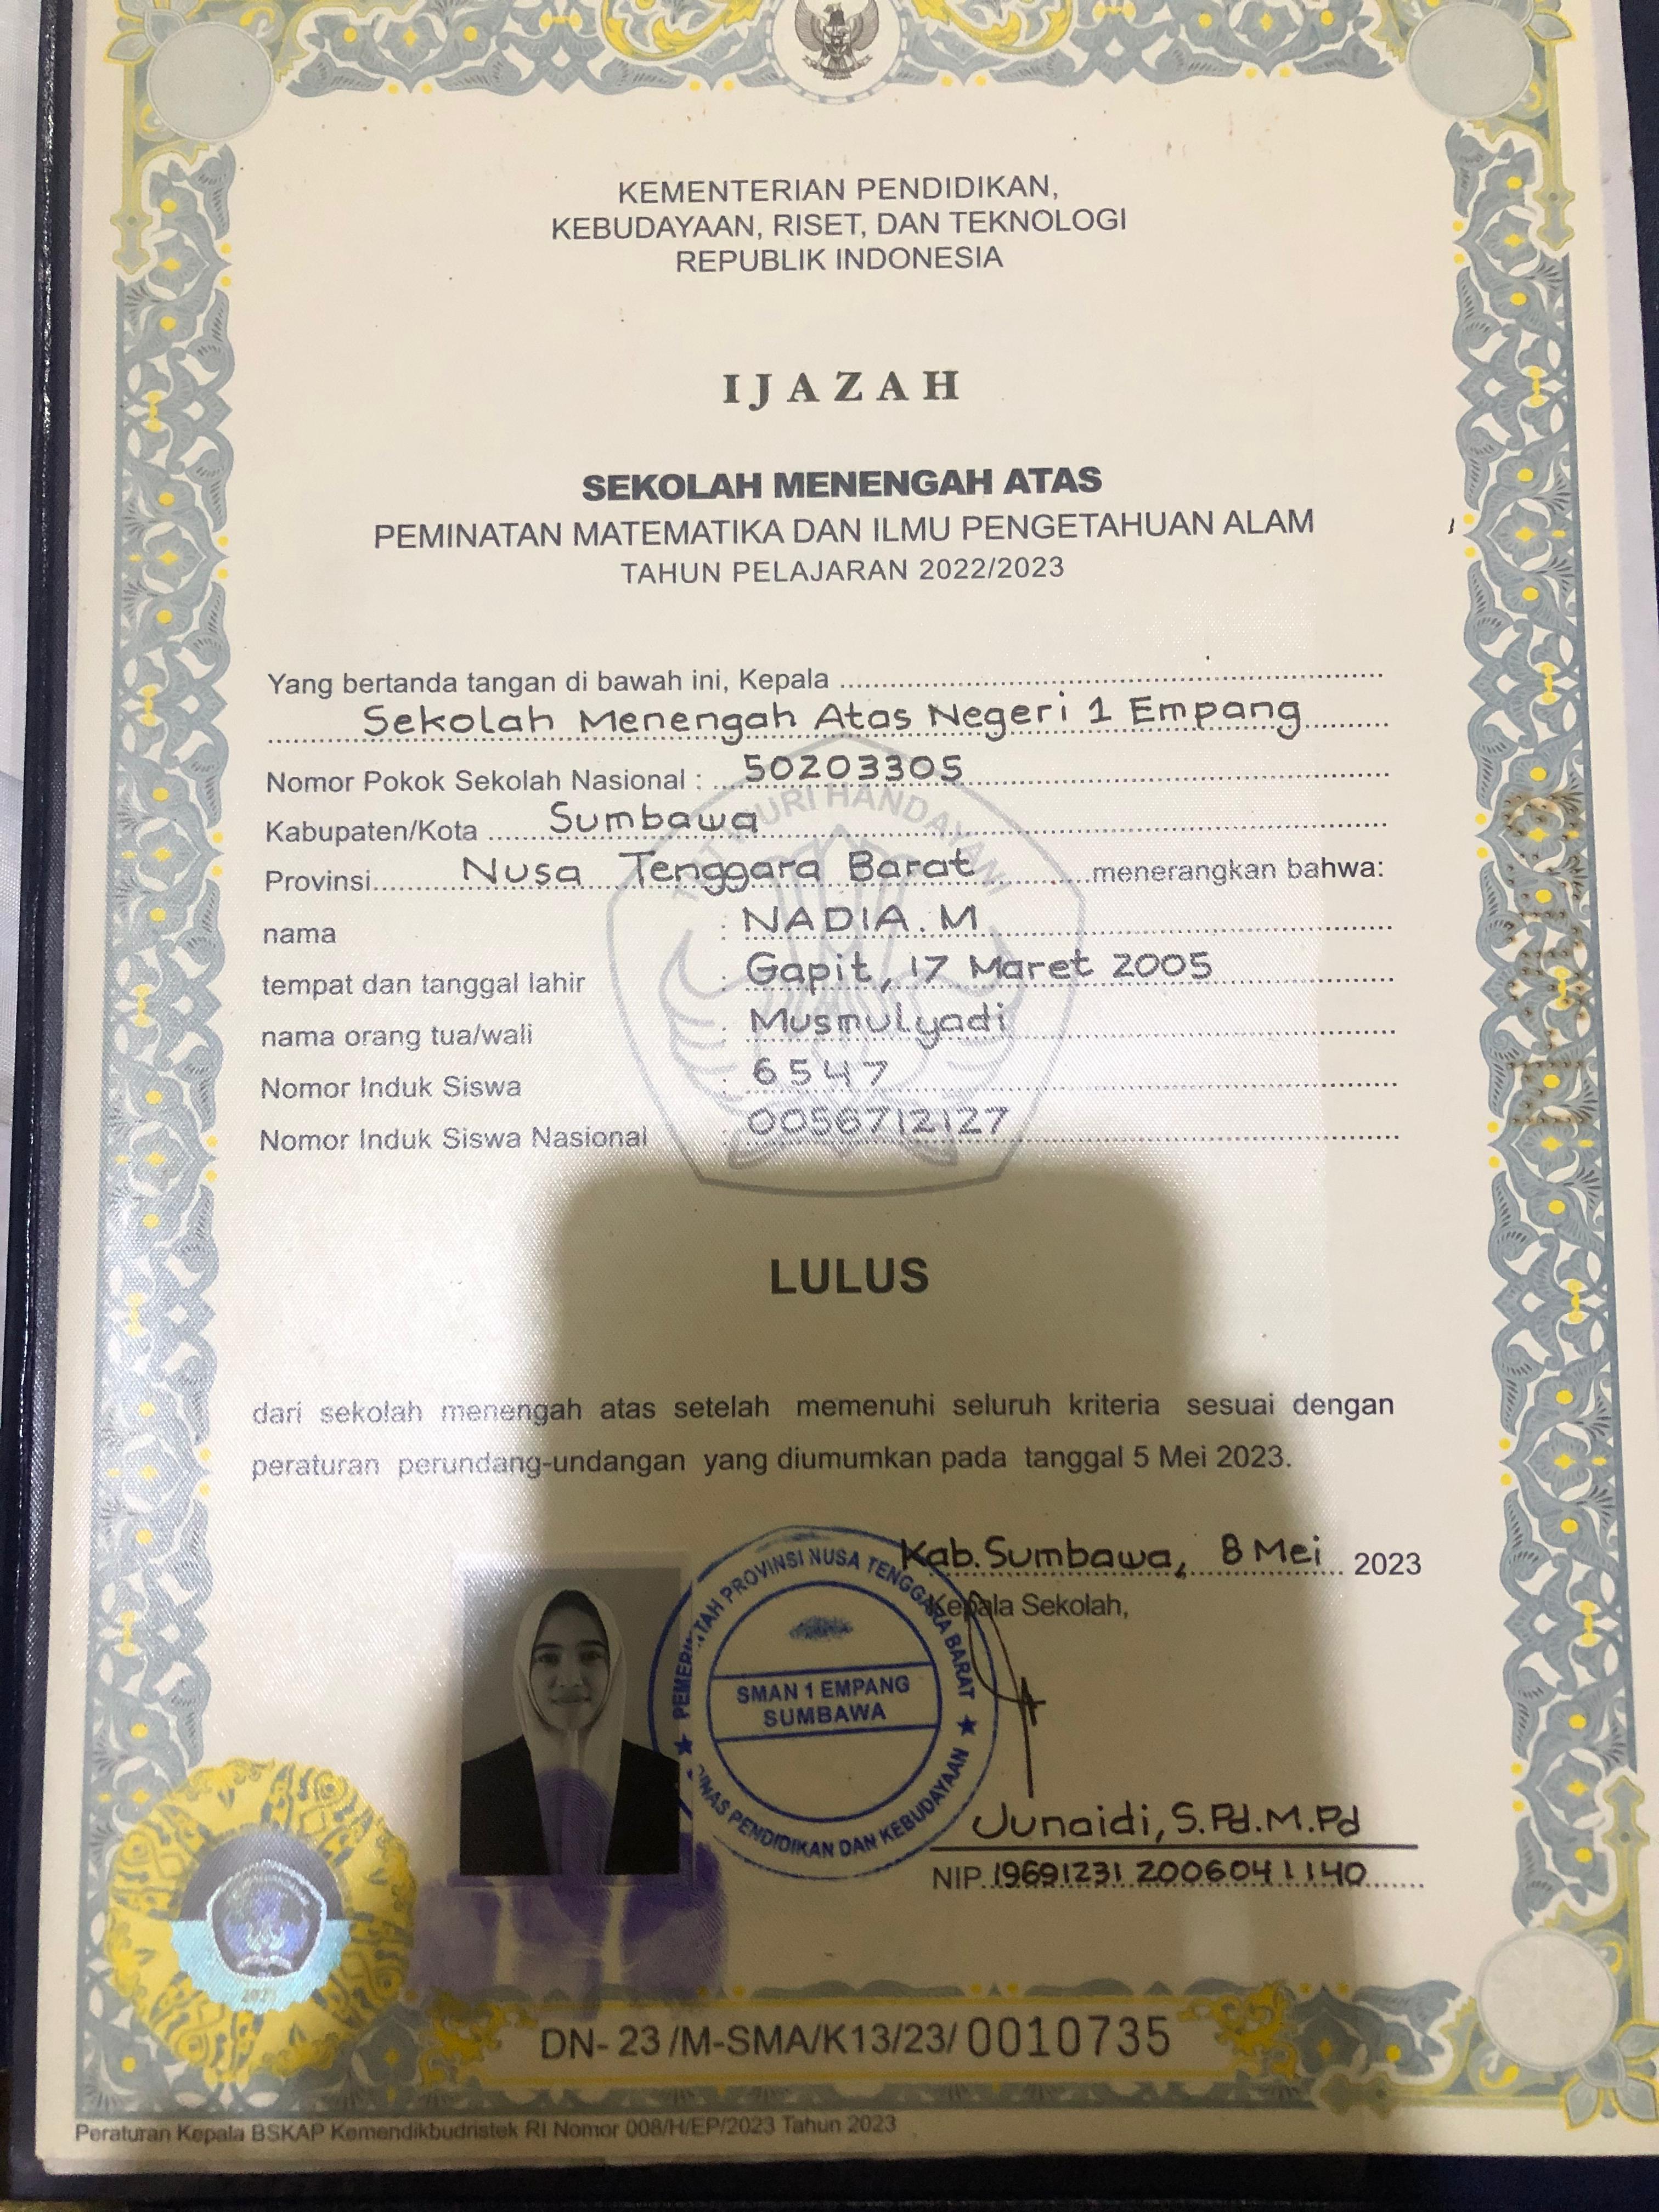 KEMENTERIAN PENDIDIKAN,
KEBUDAYAAN, RISET, DAN TEKNOLOGI
REPUBLIK INDONESIA
IJAZAH
SEKOLAH MENENGAH ATAS
PEMINATAN MATEMATIKA DAN ILMU PENGETAHUAN ALAM
TAHUN PELAJARAN 2022/2023
Yang bertanda tangan di bawah ini, Kepala
Sekolah Menengah Atas Negeri 1 Empang
Nomor Pokok Sekolah Nasional : 50203305
Kabupaten/Kota Sumbawa
Provinsi Nusa Tenggara Barat menerangkan bahwa:
nama : NADIA.M
tempat dan tanggal lahir : Gapit, 17 Maret 2005
nama orang tua/wali : Musmulyadi
Nomor Induk Siswa : 6547
Nomor Induk Siswa Nasional : 0056712127
TUT WURI HANDAYANI
LULUS
dari sekolah menengah atas setelah memenuhi seluruh kriteria sesuai dengan
peraturan perundang-undangan yang diumumkan pada tanggal 5 Mei 2023.
Kab.Sumbawa, 8 Mei 2023
Kepala Sekolah,
PEMERINTAH PROVINSI NUSA TENGGARA BARAT
SMAN 1 EMPANG
SUMBAWA
DINAS PENDIDIKAN DAN KEBUDAYAAN
Junaidi, S.Pd.M.Pd
NIP. 19691231 200604 1 140
DN- 23 /M-SMA/K13/23/ 0010735
Peraturan Kepala BSKAP Kemendikbudristek RI Nomor 008/H/EP/2023 Tahun 2023